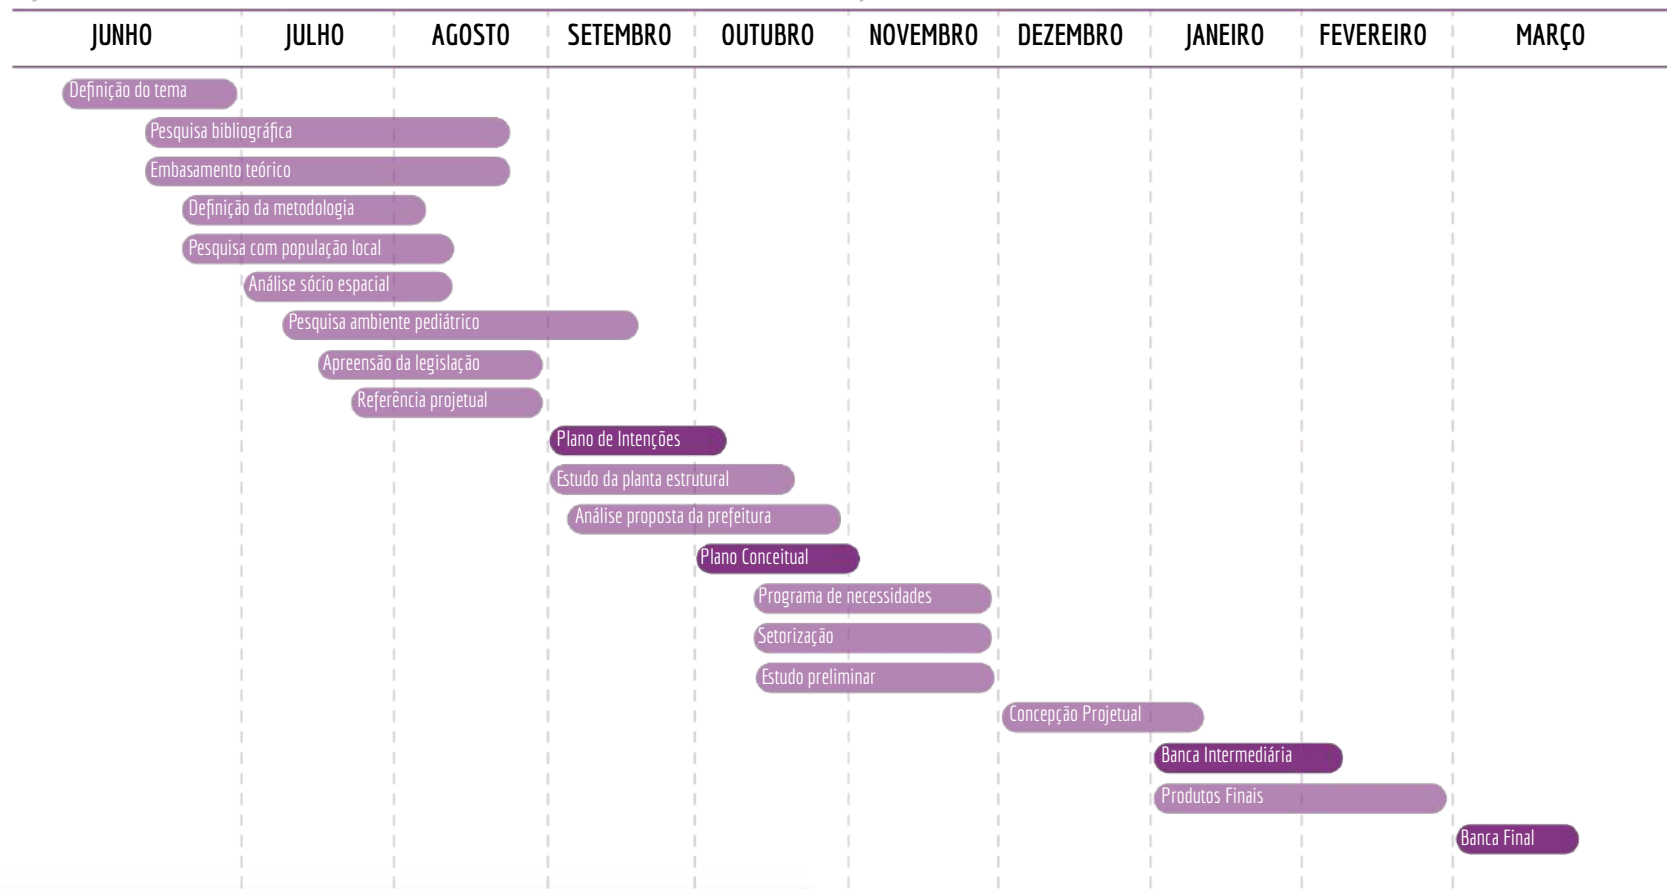 JUNHO JULHO AGOSTO SETEMBRO OUTUBRO NOVEMBRO DEZEMBRO JANEIRO FEVEREIRO MARÇO
Definição do tema
Pesquisa bibliográfica
Embasamento teórico
Definição da metodologia
Pesquisa com população local
Análise sócio espacial
Pesquisa ambiente pediátrico
Apreensão da legislação
Referência projetual
Plano de Intenções
Estudo da planta estrutural
Análise proposta da prefeitura
Plano Conceitual
Programa de necessidades
Setorização
Estudo preliminar
Concepção Projetual
Banca Intermediária
Produtos Finais
Banca Final